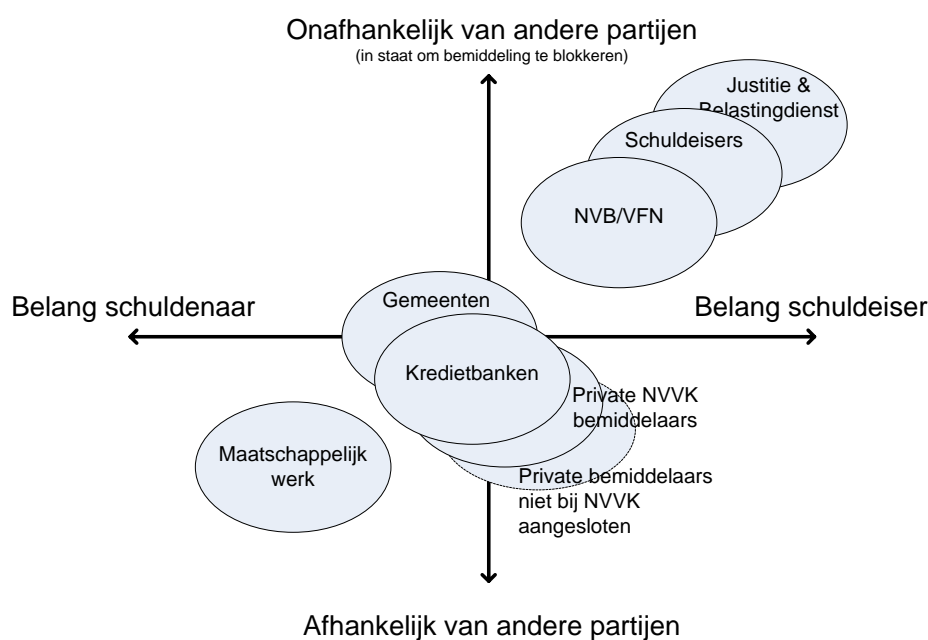 Onafhankelijk van andere partijen
(in staat om bemiddeling te blokkeren)
Justitie &
Belastingdienst
Schuldeisers
NVB/VFN
Gemeenten
Belang schuldenaar
Belang schuldeiser
Kredietbanken
Private NVVK
bemiddelaars
Maatschappelijk
werk
Private bemiddelaars
niet bij NVVK
aangesloten
Afhankelijk van andere partijen